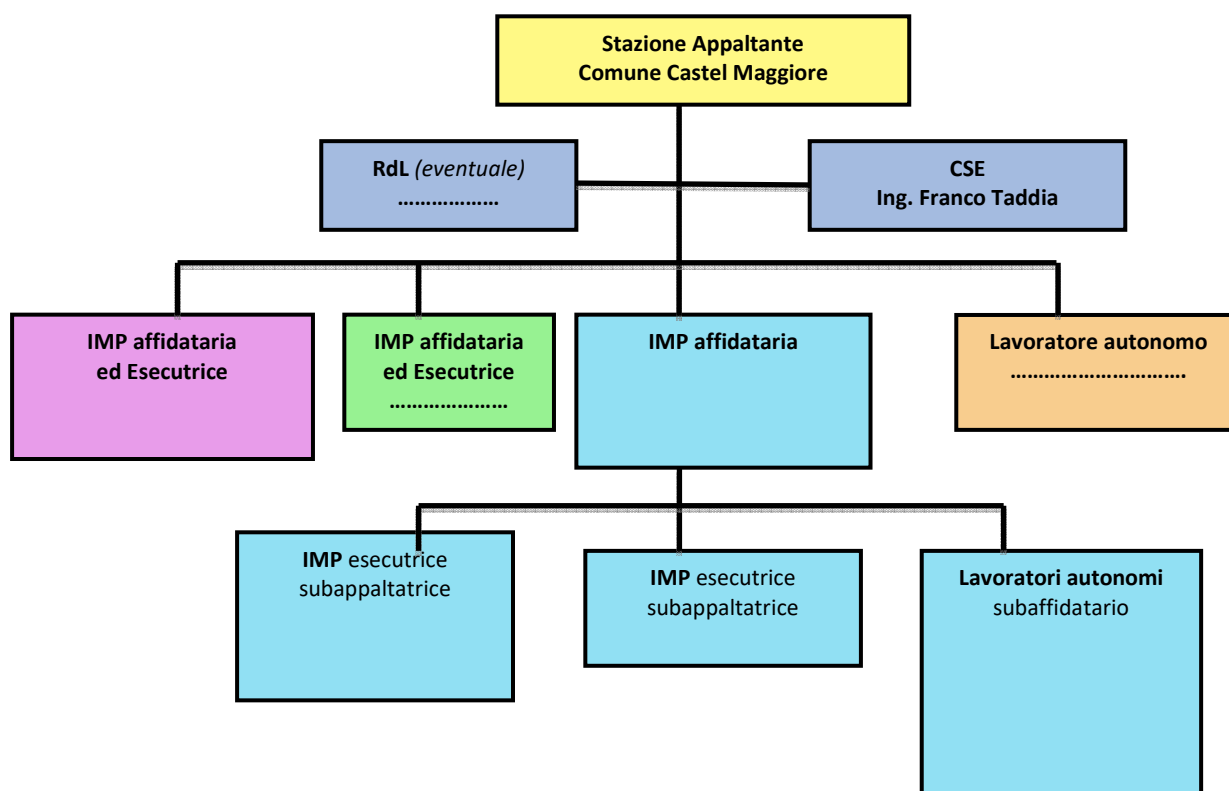 Stazione Appaltante
Comune Castel Maggiore
RdL (eventuale)
………………
CSE
Ing. Franco Taddia
IMP affidataria
ed Esecutrice
IMP affidataria
ed Esecutrice
…………………
IMP affidataria
Lavoratore autonomo
………………………….
IMP esecutrice
subappaltatrice
IMP esecutrice
subappaltatrice
Lavoratori autonomi
subaffidatario